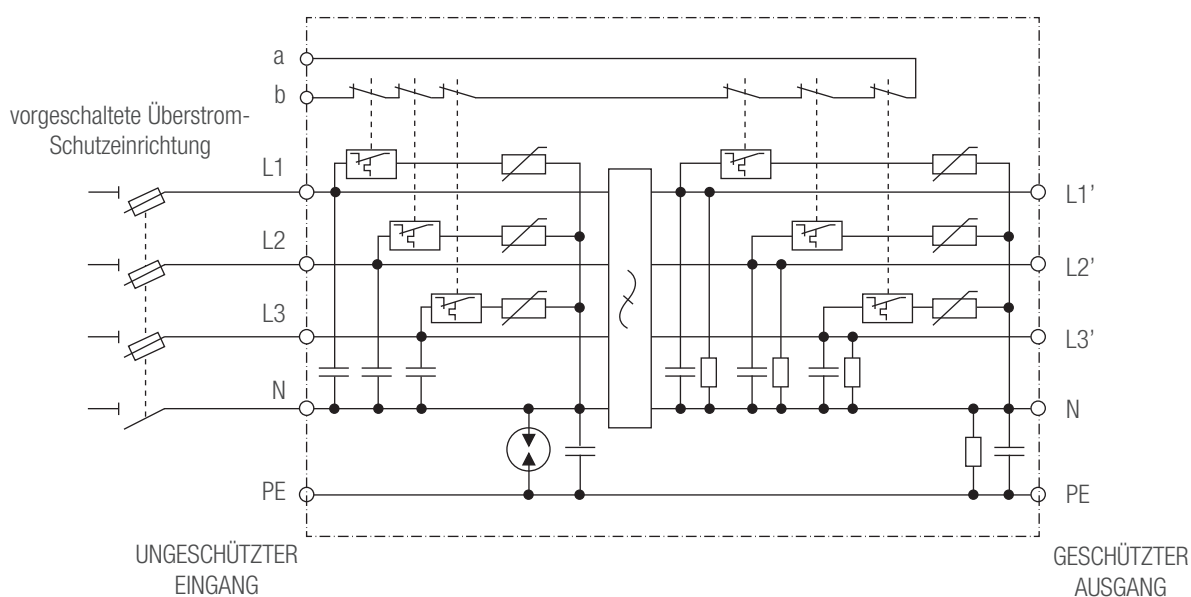 a
b
vorgeschaltete Überstrom-
Schutzeinrichtung
L1
L1’
L2
L2’
L3
L3’
N
N
PE
PE
UNGESCHÜTZTER
EINGANG
GESCHÜTZTER
AUSGANG